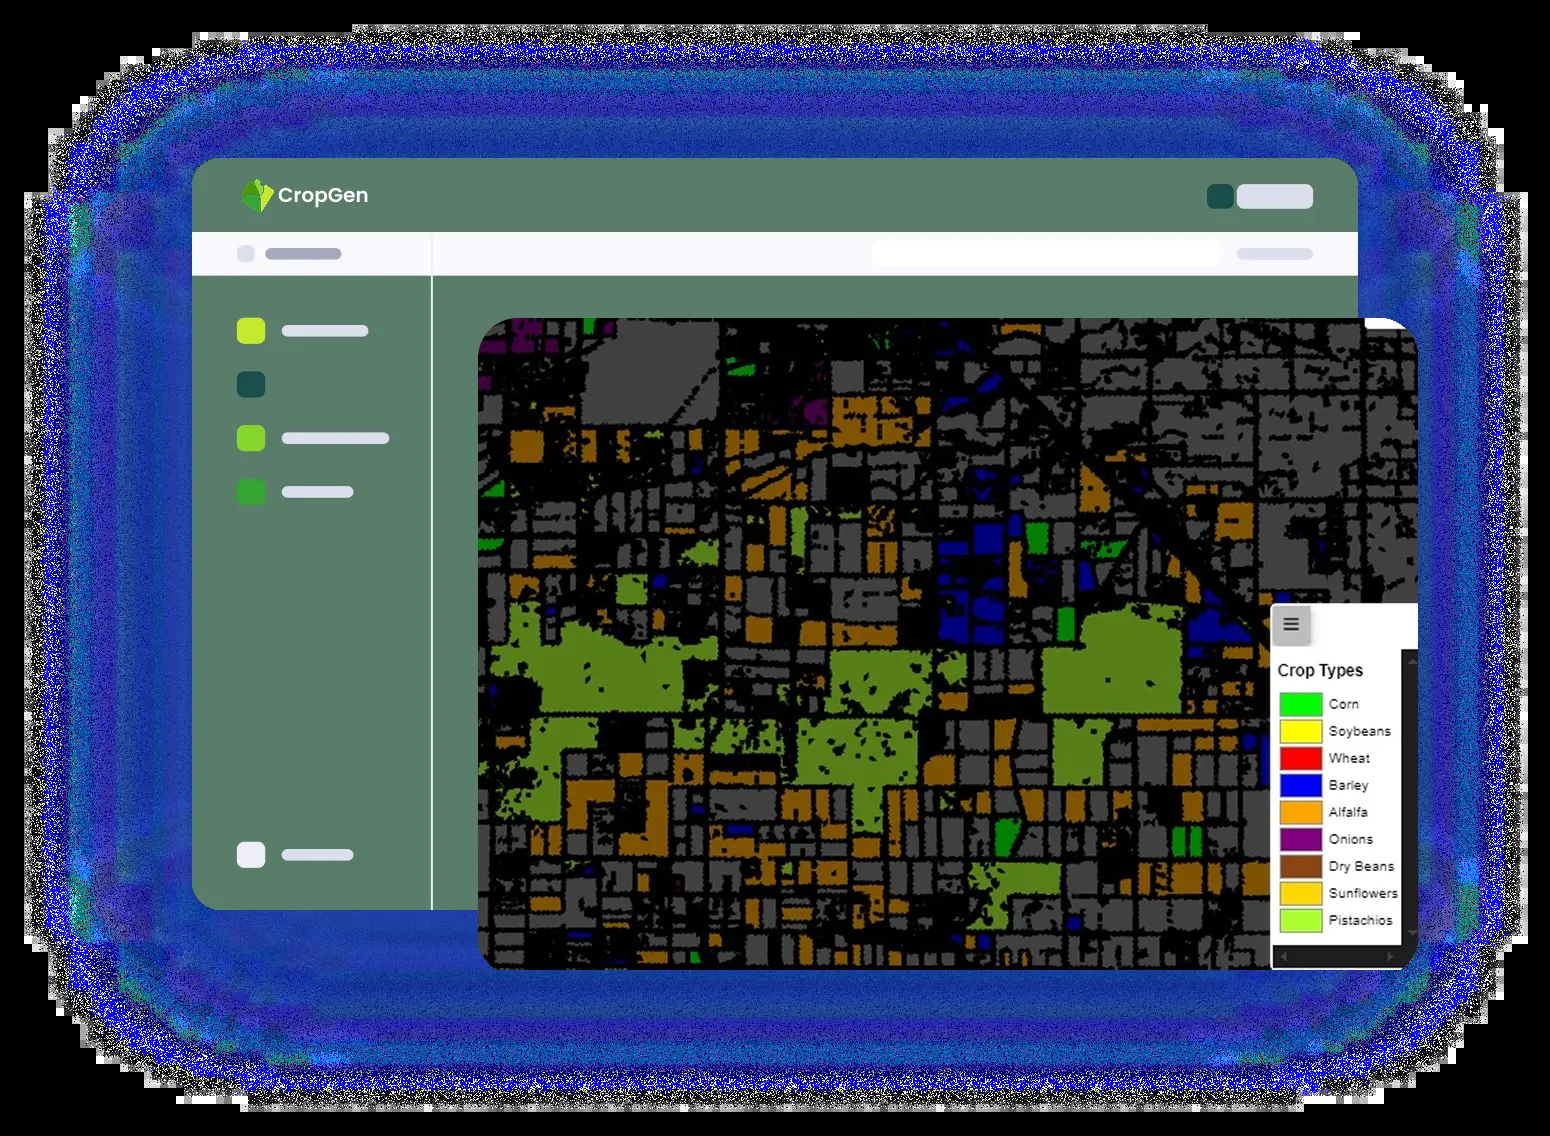 CropGen
Crop Types
Corn
Soybeans
Wheat
Barley
Alfalfa
Onions
Dry Beans
Sunflowers
Pistachios